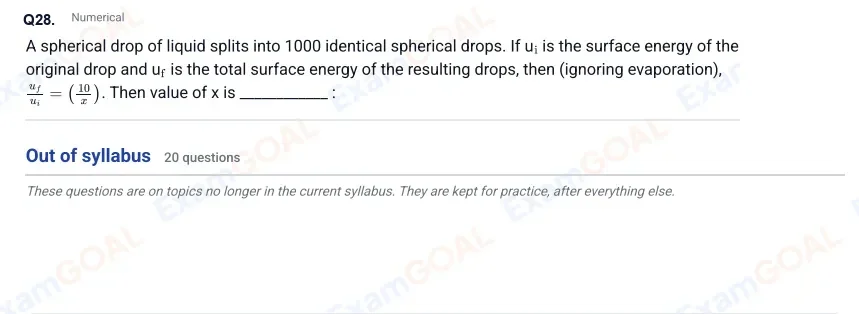 Q28. Numerical
A spherical drop of liquid splits into 1000 identical spherical drops. If uᵢ is the surface energy of the
original drop and u_f is the total surface energy of the resulting drops, then (ignoring evaporation),
u_f/uᵢ = (10/x). Then value of x is ____________ :
Out of syllabus 20 questions
These questions are on topics no longer in the current syllabus. They are kept for practice, after everything else.
ExamGOAL